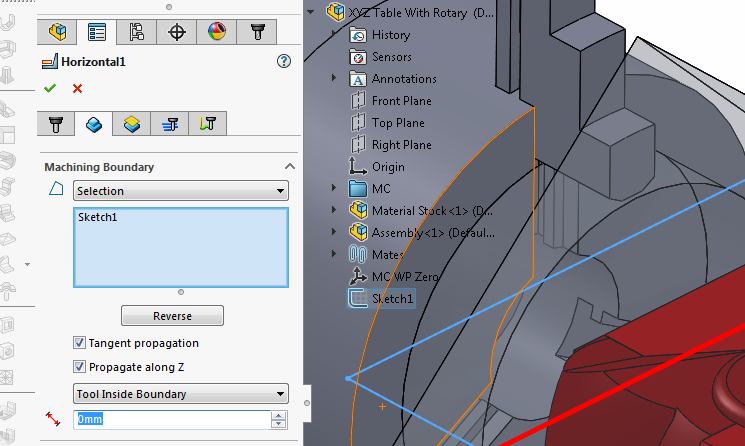 Horizontal1
?
Machining Boundary
Selection
Sketch1
Reverse
Tangent propagation
Propagate along Z
Tool Inside Boundary
0mm
XYZ Table With Rotary (D...
History
Sensors
A
Annotations
Front Plane
Top Plane
Right Plane
Origin
MC
Material Stock<1> (D...
Assembly<1> (Defaul...
Mates
MC WP Zero
Sketch1